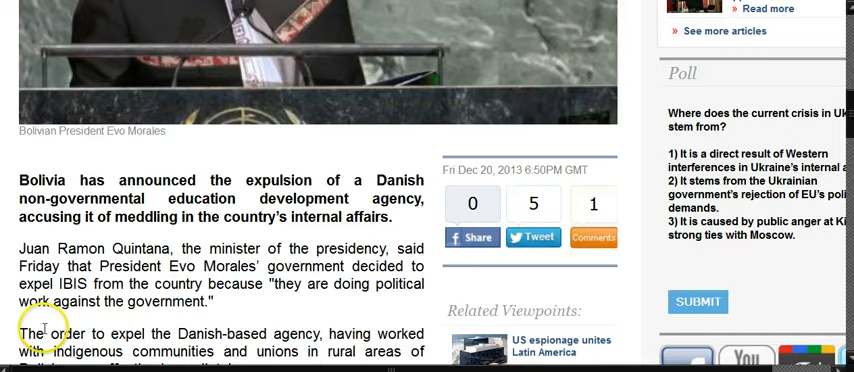 » Read more
» See more articles
Bolivian President Evo Morales
Bolivia has announced the expulsion of a Danish
non-governmental education development agency,
accusing it of meddling in the country's internal affairs.
Juan Ramon Quintana, the minister of the presidency, said
Friday that President Evo Morales' government decided to
expel IBIS from the country because "they are doing political
work against the government."
The order to expel the Danish-based agency, having worked
with indigenous communities and unions in rural areas of
Fri Dec 20, 2013 6:50PM GMT
0 5 1
Share Tweet Comments
Related Viewpoints:
US espionage unites
Latin America
Poll
Where does the current crisis in Uk
stem from?
1) It is a direct result of Western
interferences in Ukraine's internal a
2) It stems from the Ukrainian
government's rejection of EU's poli
demands.
3) It is caused by public anger at Ki
strong ties with Moscow.
SUBMIT
You